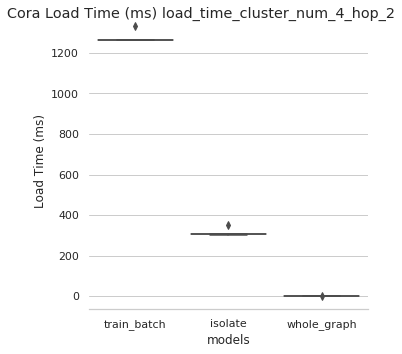 Cora Load Time (ms) load_time_cluster_num_4_hop_2
1200
1000
800
600
400
200
0
Load Time (ms)
train_batch isolate whole_graph
models